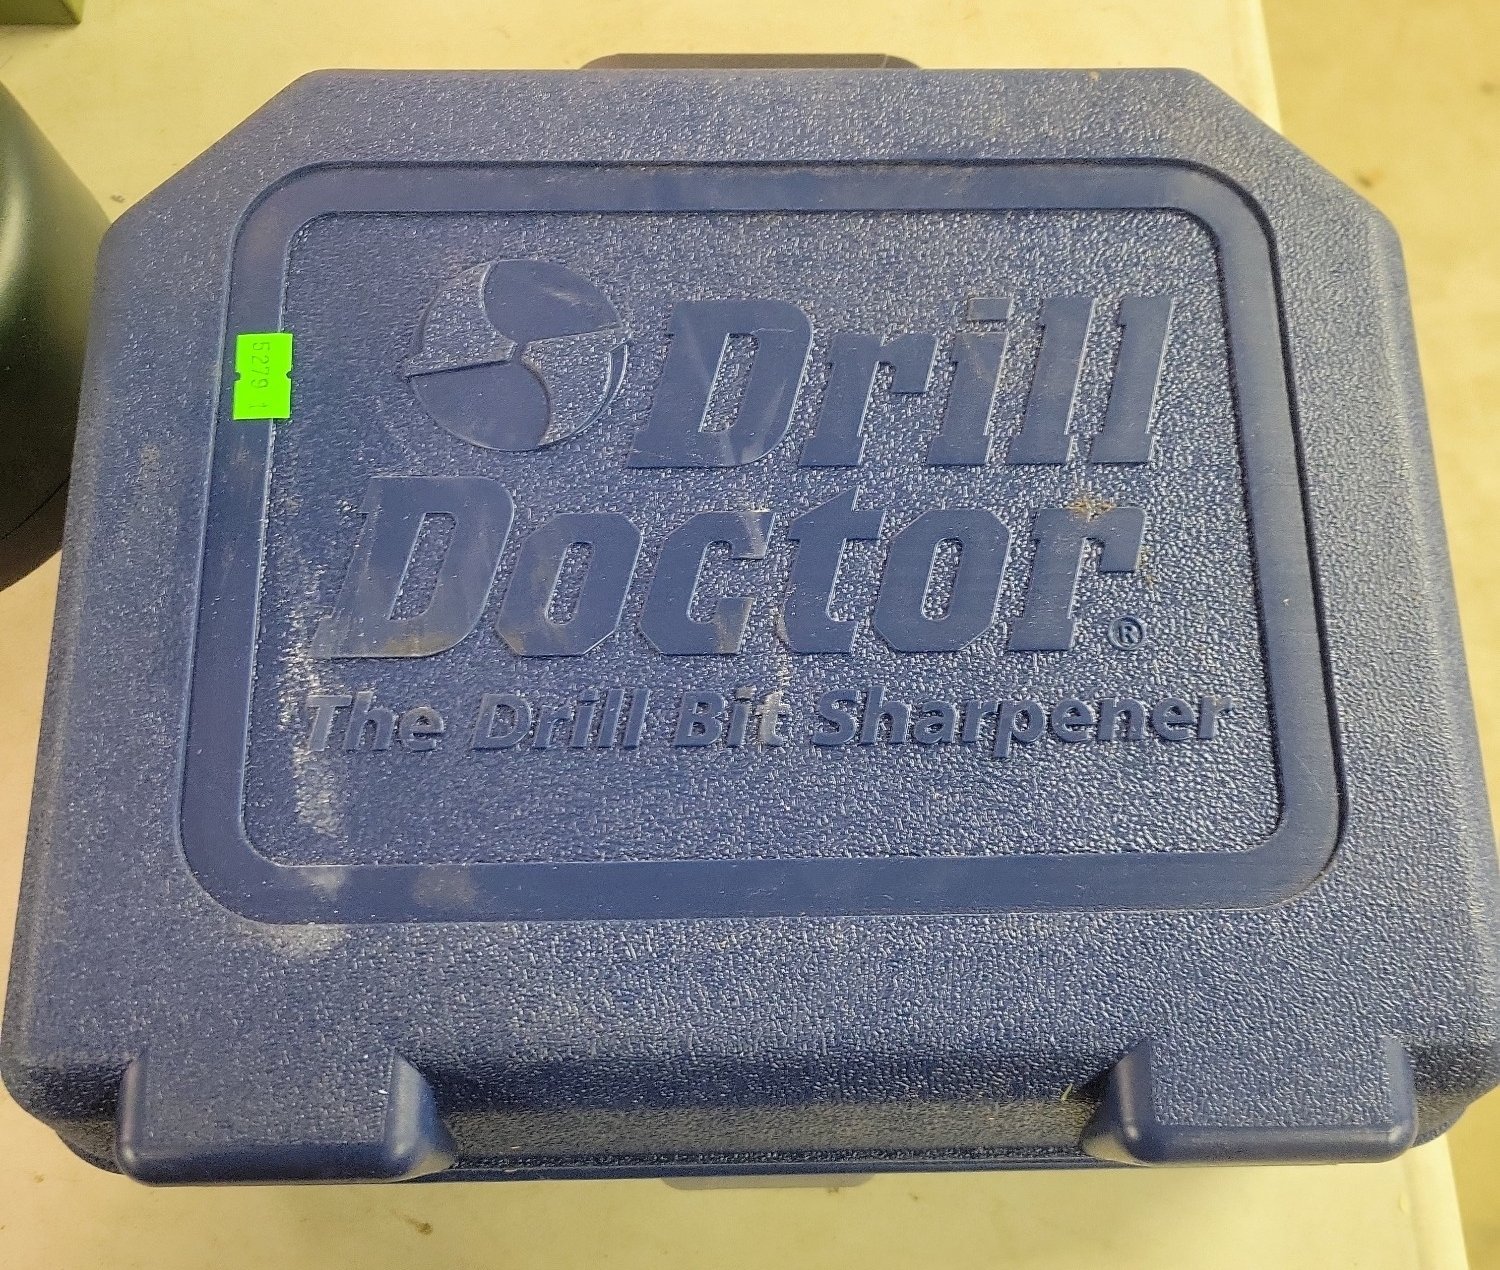 Drill
Doctor®
The Drill Bit Sharpener
5279 1